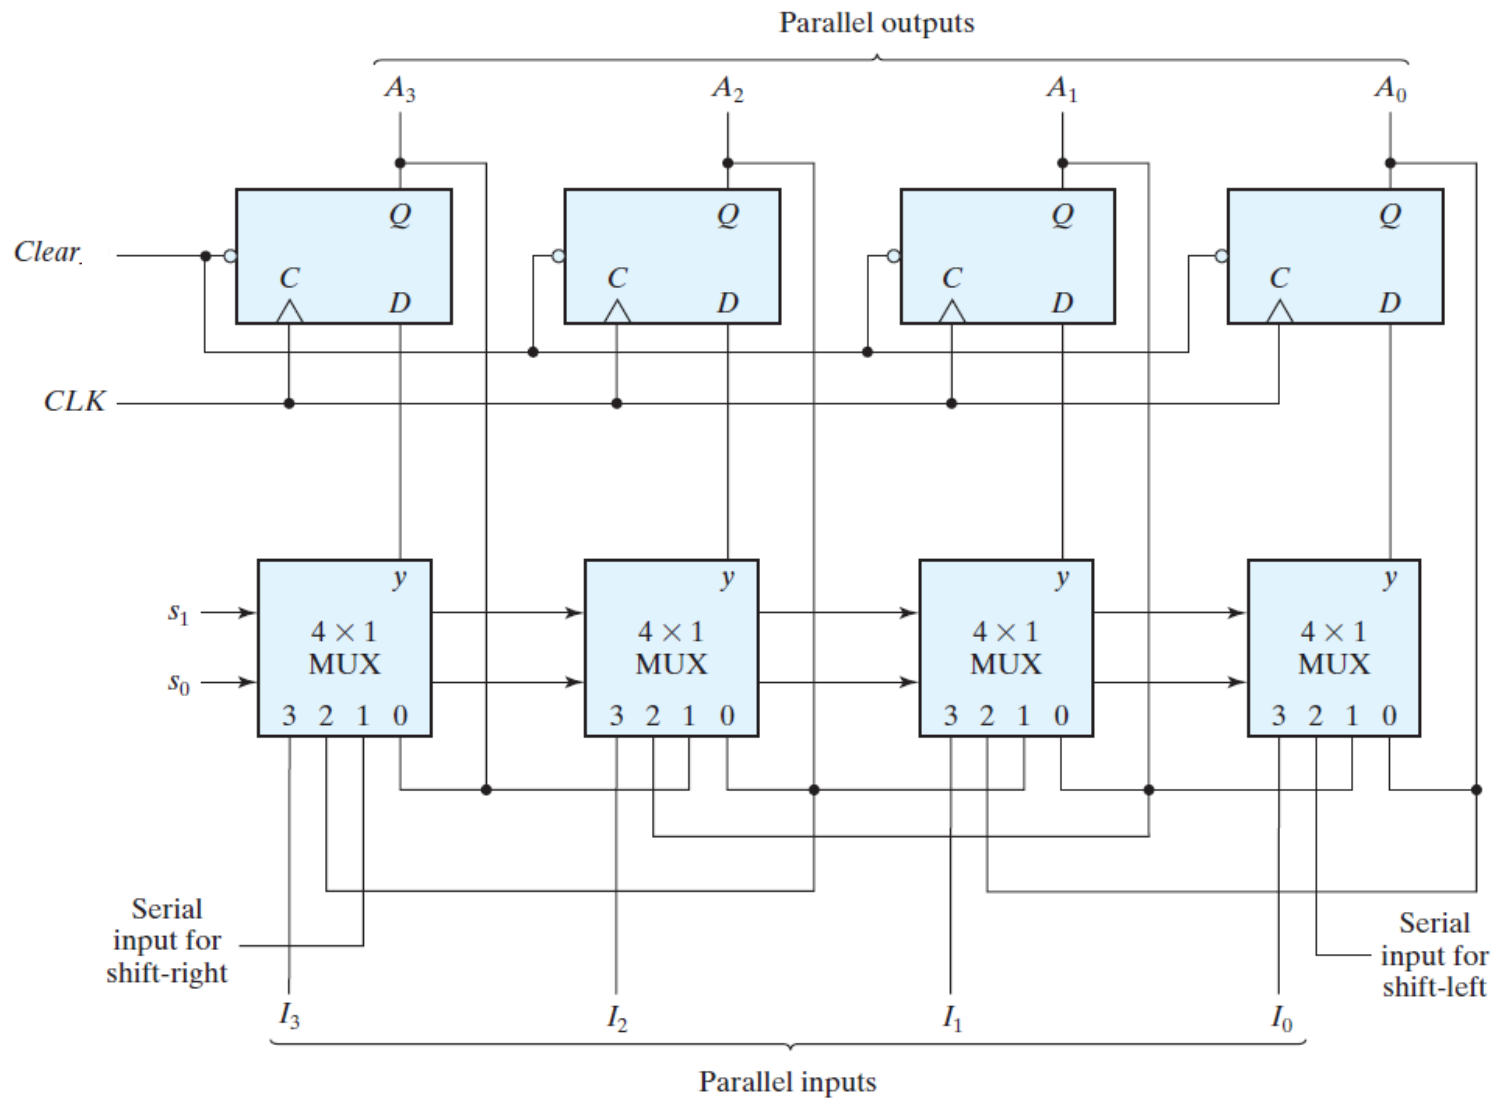 Parallel outputs
A3 A2 A1 A0
Q Q Q Q
Clear
C C C C
D D D D
CLK
y y y y
s1
4 × 1 4 × 1 4 × 1 4 × 1
MUX MUX MUX MUX
s0
3 2 1 0 3 2 1 0 3 2 1 0 3 2 1 0
Serial
input for
shift-right
Serial
input for
shift-left
I3 I2 I1 I0
Parallel inputs